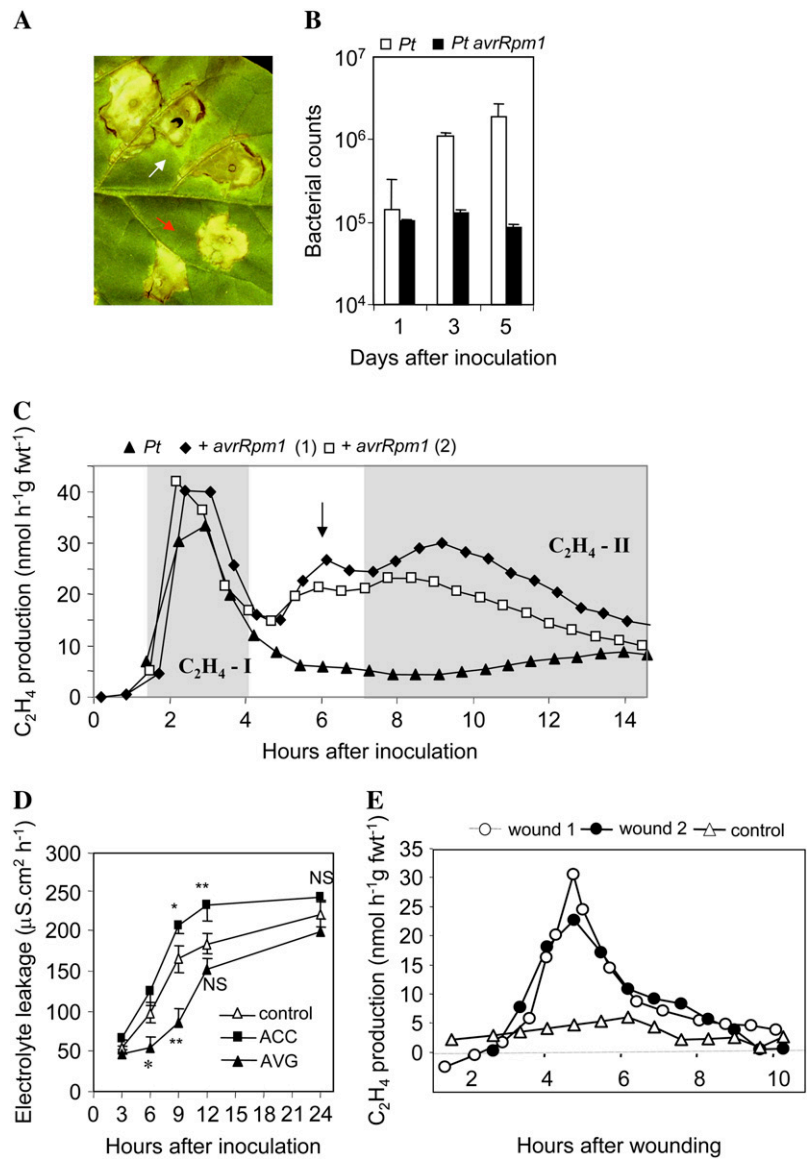 A
B
□ Pt ■ Pt avrRpm1
Bacterial counts
10⁷
10⁶
10⁵
10⁴
1 3 5
Days after inoculation
C
▲ Pt ◆ + avrRpm1 (1) □ + avrRpm1 (2)
C₂H₄ production (nmol h⁻¹g fwt⁻¹)
40
30
20
10
0
C₂H₄ - I
C₂H₄ - II
0 2 4 6 8 10 12 14
Hours after inoculation
D
Electrolyte leakage (µS.cm² h⁻¹)
300
250
200
150
100
50
0
* ** NS
NS
* **
△ control
■ ACC
▲ AVG
0 3 6 9 12 15 18 21 24
Hours after inoculation
E
○ wound 1 ● wound 2 △ control
C₂H₄ production (nmol h⁻¹g fwt⁻¹)
35
30
25
20
15
10
5
0
2 4 6 8 10
Hours after wounding